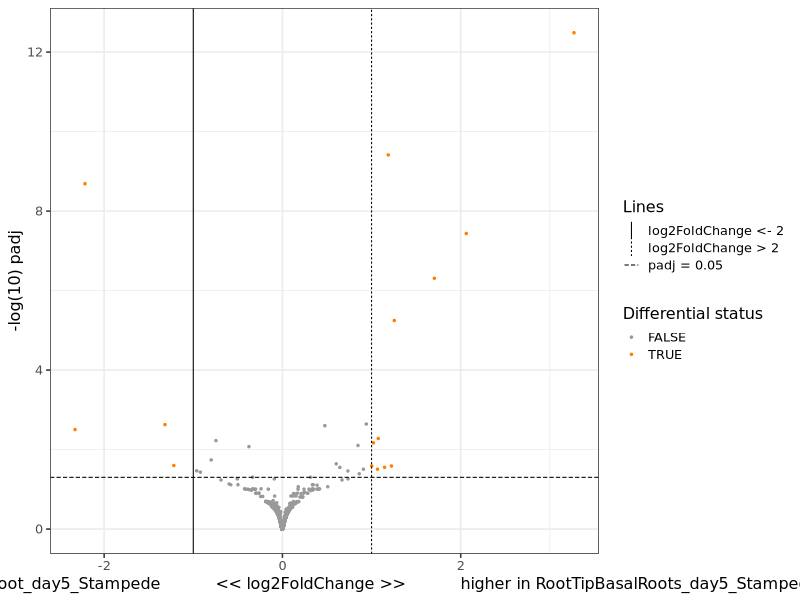 12
8
4
0
-log(10) padj
-2
0
2
oot_day5_Stampede << log2FoldChange >> higher in RootTipBasalRoots_day5_Stampe
Lines
log2FoldChange <- 2
log2FoldChange > 2
padj = 0.05
Differential status
FALSE
TRUE